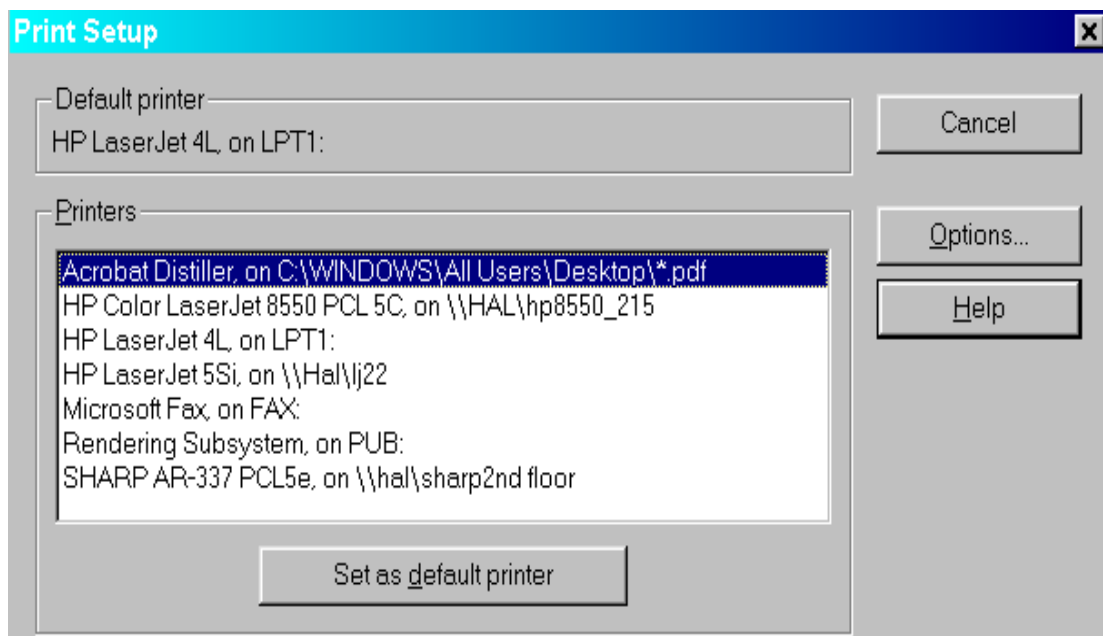 Print Setup
Default printer
HP LaserJet 4L, on LPT1:
Cancel
Printers
Options...
Help
Acrobat Distiller, on C:\WINDOWS\All Users\Desktop\*.pdf
HP Color LaserJet 8550 PCL 5C, on \\HAL\hp8550_215
HP LaserJet 4L, on LPT1:
HP LaserJet 5Si, on \\Hal\lj22
Microsoft Fax, on FAX:
Rendering Subsystem, on PUB:
SHARP AR-337 PCL5e, on \\hal\sharp2nd floor
Set as default printer